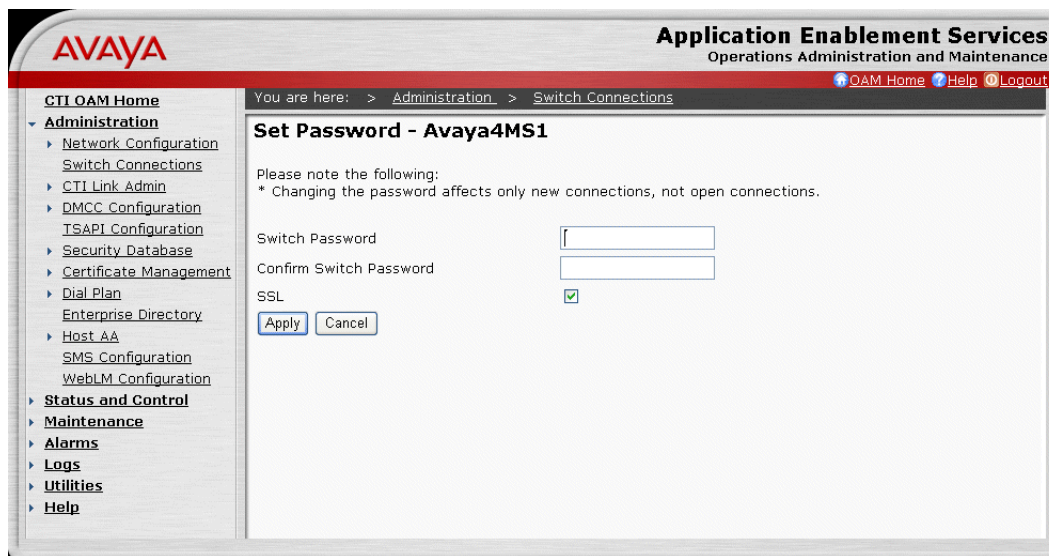 AVAYA
Application Enablement Services
Operations Administration and Maintenance
OAM Home Help Logout
CTI OAM Home
Administration
Network Configuration
Switch Connections
CTI Link Admin
DMCC Configuration
TSAPI Configuration
Security Database
Certificate Management
Dial Plan
Enterprise Directory
Host AA
SMS Configuration
WebLM Configuration
Status and Control
Maintenance
Alarms
Logs
Utilities
Help
You are here: > Administration > Switch Connections
Set Password - Avaya4MS1
Please note the following:
* Changing the password affects only new connections, not open connections.
Switch Password
Confirm Switch Password
SSL
Apply Cancel